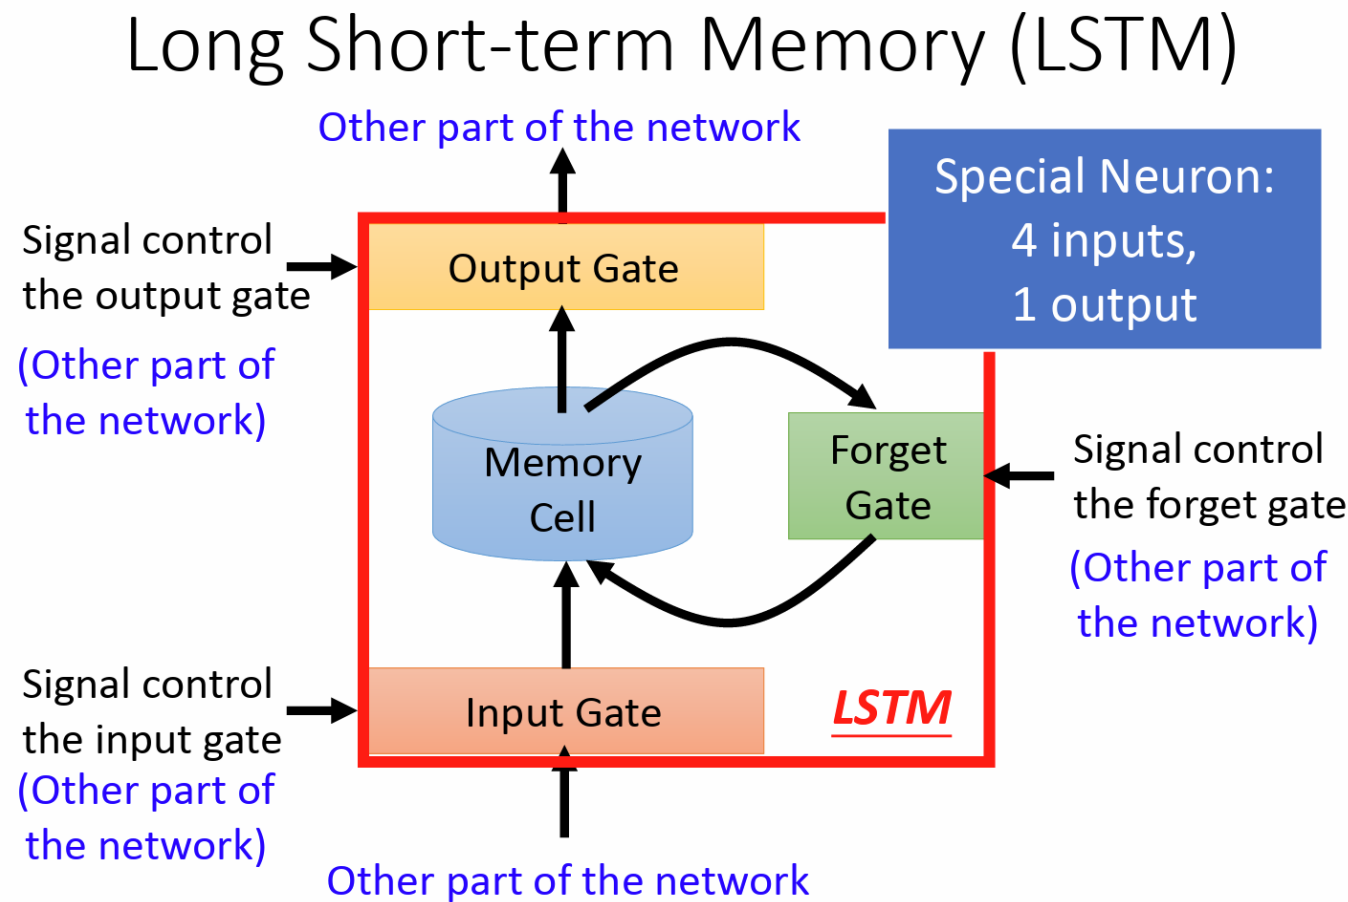 Long Short-term Memory (LSTM)
Other part of the network
Special Neuron:
4 inputs,
1 output
Signal control
the output gate
(Other part of
the network)
Output Gate
Memory
Cell
Forget
Gate
Signal control
the forget gate
(Other part of
the network)
Signal control
the input gate
(Other part of
the network)
Input Gate
LSTM
Other part of the network